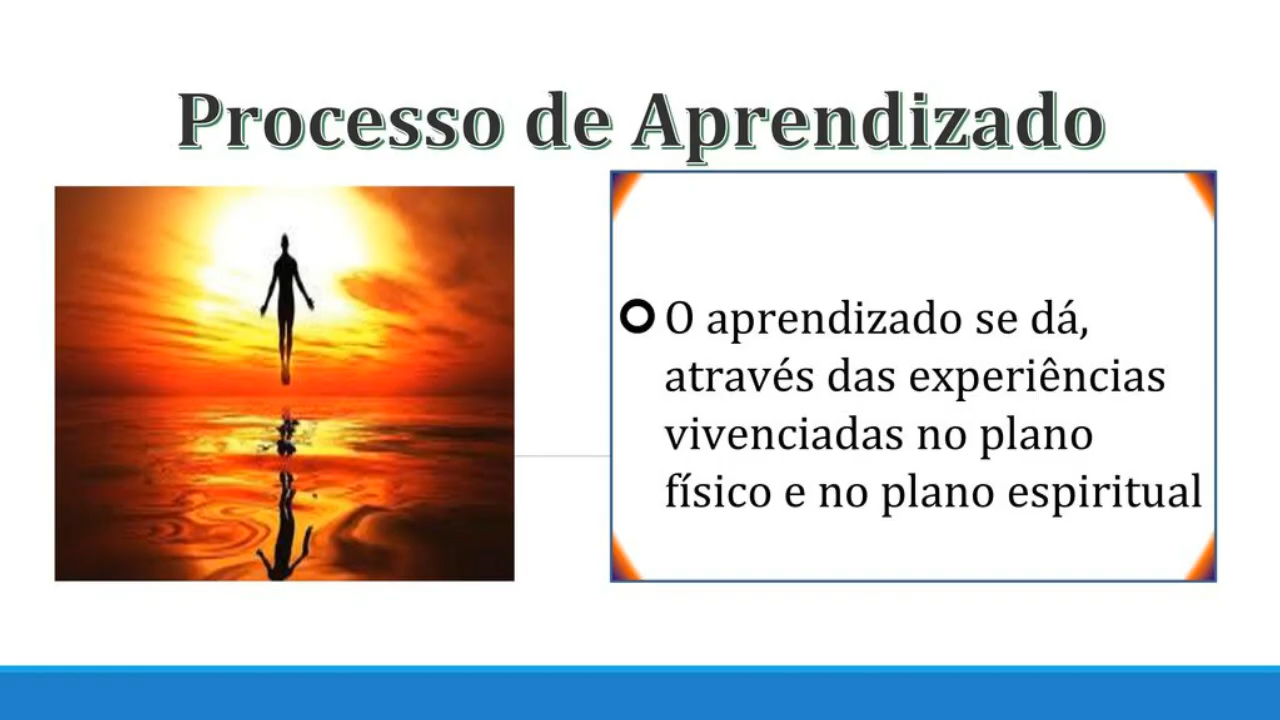 Processo de Aprendizado
O aprendizado se dá,
através das experiências
vivenciadas no plano
físico e no plano espiritual